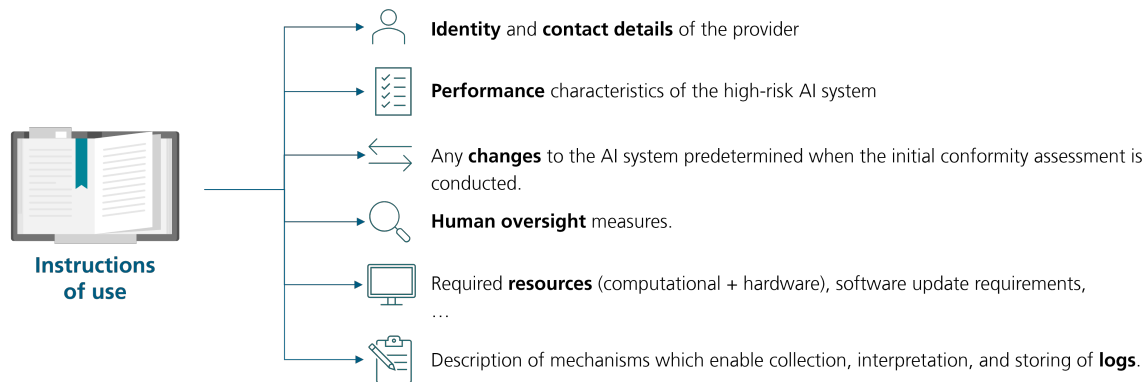 Identity and contact details of the provider
Performance characteristics of the high-risk AI system
Any changes to the AI system predetermined when the initial conformity assessment is
conducted.
Human oversight measures.
Instructions
of use
Required resources (computational + hardware), software update requirements,
…
Description of mechanisms which enable collection, interpretation, and storing of logs.